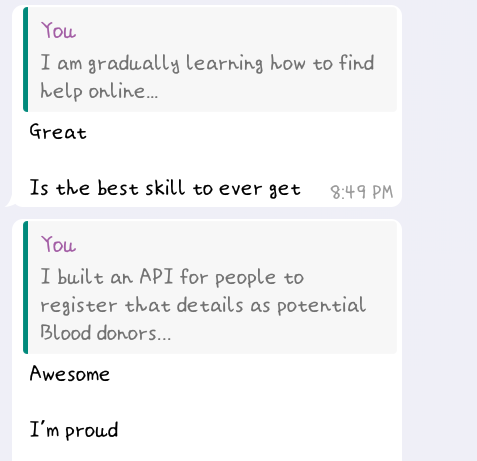 You
I am gradually learning how to find
help online...
Great
Is the best skill to ever get
8:49 PM
You
I built an API for people to
register that details as potential
Blood donors...
Awesome
I'm proud